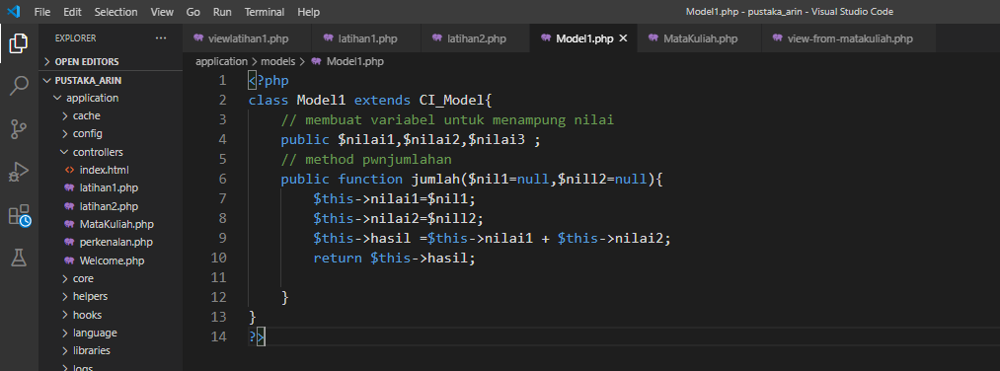 File Edit Selection View Go Run Terminal Help Model1.php - pustaka_arin - Visual Studio Code
EXPLORER ···
OPEN EDITORS
PUSTAKA_ARIN
application
cache
config
controllers
<> index.html
latihan1.php
latihan2.php
MataKuliah.php
perkenalan.php
Welcome.php
core
helpers
hooks
language
libraries
logs
viewlatihan1.php latihan1.php latihan2.php Model1.php × MataKuliah.php view-from-matakuliah.php
application > models > Model1.php
1 <?php
2 class Model1 extends CI_Model{
3 // membuat variabel untuk menampung nilai
4 public $nilai1,$nilai2,$nilai3 ;
5 // method pwnjumlahan
6 public function jumlah($nil1=null,$nill2=null){
7 $this->nilai1=$nil1;
8 $this->nilai2=$nill2;
9 $this->hasil =$this->nilai1 + $this->nilai2;
10 return $this->hasil;
11
12 }
13 }
14 ?>